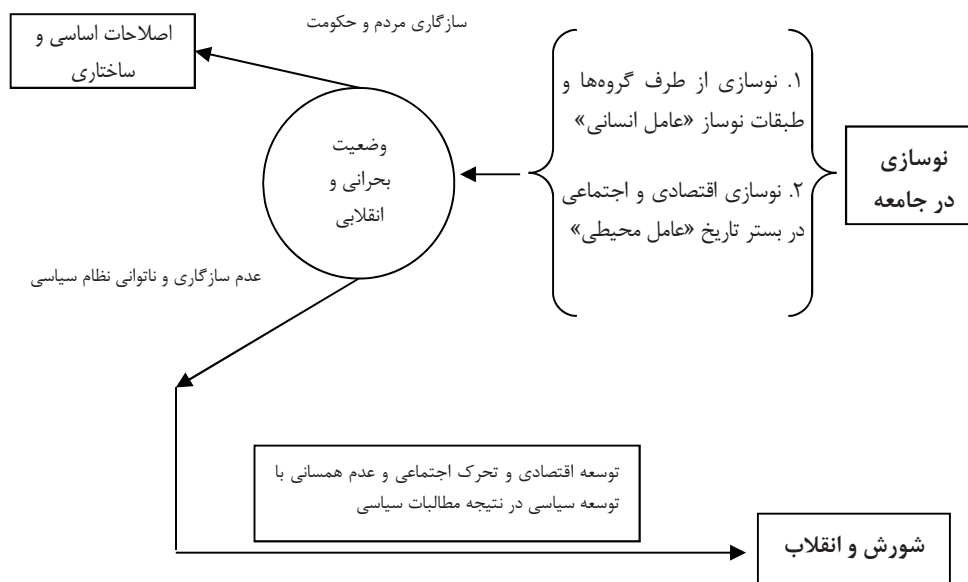 نوسازی
در جامعه
۱. نوسازی از طرف گروه‌ها و
طبقات نوساز «عامل انسانی»
۲. نوسازی اقتصادی و اجتماعی
در بستر تاریخ «عامل محیطی»
وضعیت
بحرانی و
انقلابی
سازگاری مردم و حکومت
اصلاحات اساسی و
ساختاری
عدم سازگاری و ناتوانی نظام سیاسی
توسعه اقتصادی و تحرک اجتماعی و عدم همسانی با
توسعه سیاسی در نتیجه مطالبات سیاسی
شورش و انقلاب